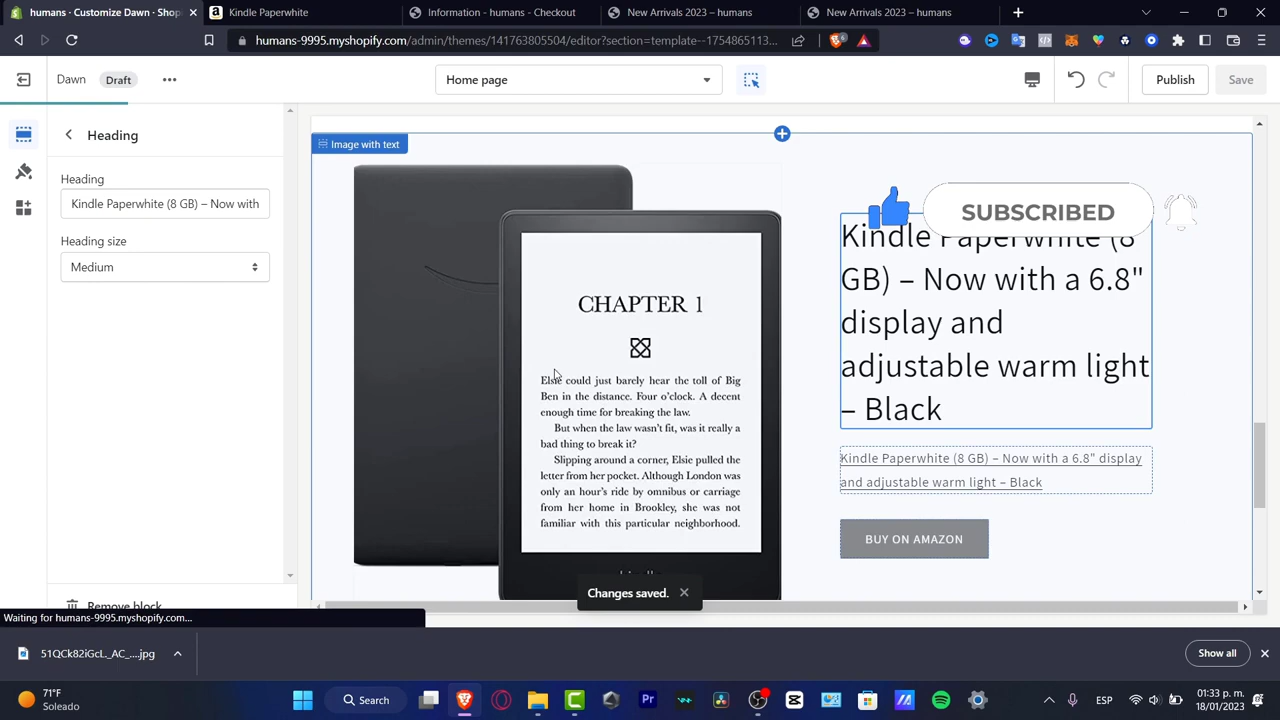 humans - Customize Dawn - Shop
Kindle Paperwhite
Information - humans - Checkout
New Arrivals 2023 – humans
New Arrivals 2023 – humans
humans-9995.myshopify.com/admin/themes/141763805504/editor?section=template--1754865113...
6
Dawn
Draft
Home page
Publish
Save
Heading
Heading
Kindle Paperwhite (8 GB) – Now with
Heading size
Medium
Remove block
Image with text
CHAPTER 1
Elsie could just barely hear the toll of Big
Ben in the distance. Four o'clock. A decent
enough time for breaking the law.
But when the law wasn't fit, was it really a
bad thing to break it?
Slipping around a corner, Elsie pulled the
letter from her pocket. Although London was
only an hour's ride by omnibus or carriage
from her home in Brookley, she was not
familiar with this particular neighborhood.
SUBSCRIBED
Kindle Paperwhite (8
GB) – Now with a 6.8"
display and
adjustable warm light
– Black
Kindle Paperwhite (8 GB) – Now with a 6.8" display
and adjustable warm light – Black
BUY ON AMAZON
Changes saved.
Waiting for humans-9995.myshopify.com...
51QCk82iGcL._AC_....jpg
Show all
71°F
Soleado
Search
Pr
ESP
01:33 p. m.
18/01/2023